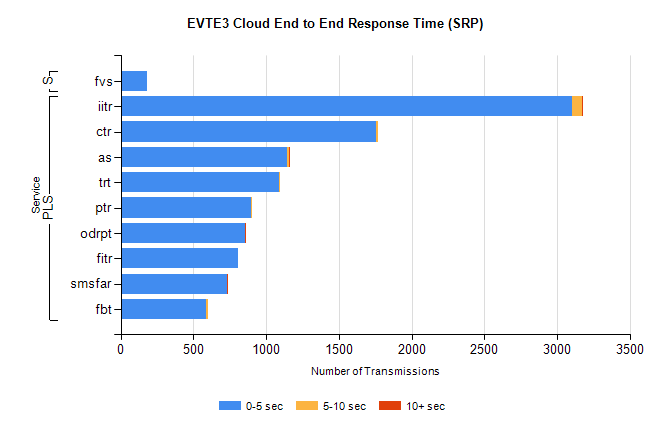 EVTE3 Cloud End to End Response Time (SRP)
Service
S
PLS
fvs
iitr
ctr
as
trt
ptr
odrpt
fitr
smsfar
fbt
0 500 1000 1500 2000 2500 3000 3500
Number of Transmissions
0-5 sec 5-10 sec 10+ sec